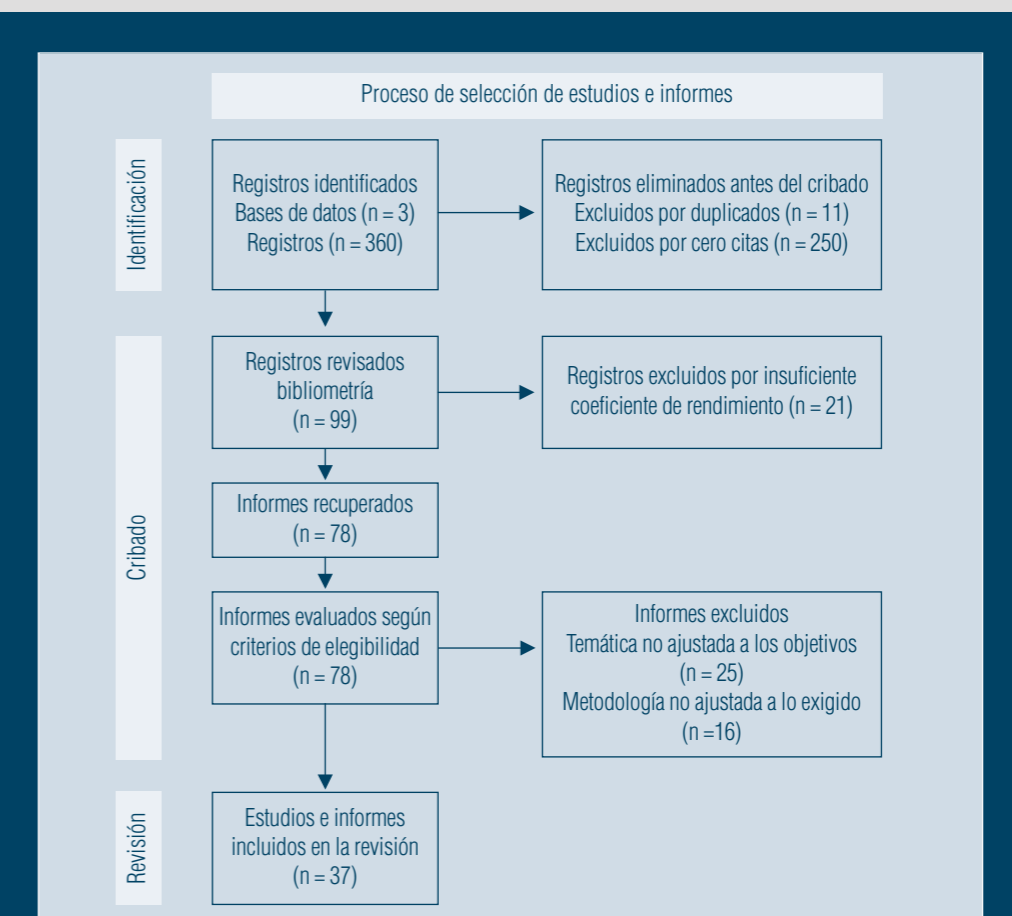 Proceso de selección de estudios e informes
Identificación
Registros identificados
Bases de datos (n = 3)
Registros (n = 360)
Registros eliminados antes del cribado
Excluidos por duplicados (n = 11)
Excluidos por cero citas (n = 250)
Cribado
Registros revisados
bibliometría
(n = 99)
Registros excluidos por insuficiente
coeficiente de rendimiento (n = 21)
Informes recuperados
(n = 78)
Informes evaluados según
criterios de elegibilidad
(n = 78)
Informes excluidos
Temática no ajustada a los objetivos
(n = 25)
Metodología no ajustada a lo exigido
(n =16)
Revisión
Estudios e informes
incluidos en la revisión
(n = 37)